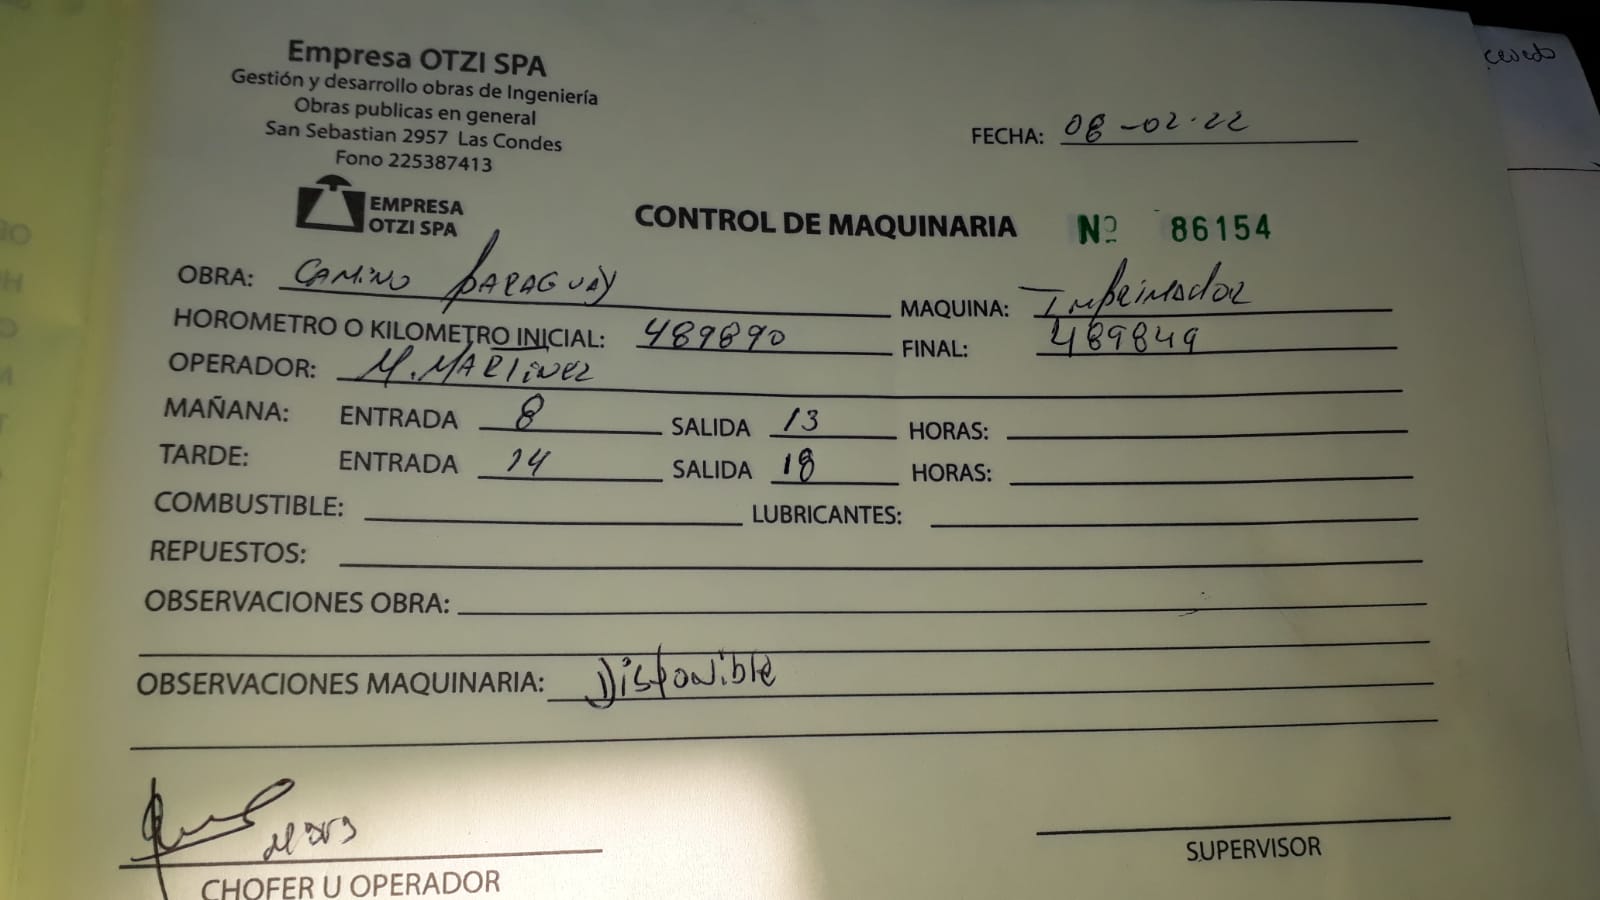 Empresa OTZI SPA
Gestión y desarrollo obras de Ingeniería
Obras publicas en general
San Sebastian 2957 Las Condes
Fono 225387413
FECHA: 08-02-22
EMPRESA
OTZI SPA
CONTROL DE MAQUINARIA Nº 86154
OBRA: CAMINO PARAGUAY MAQUINA: Imprimador
HOROMETRO O KILOMETRO INICIAL: 489890 FINAL: 489849
OPERADOR: M. MARTINEZ
MAÑANA: ENTRADA 8 SALIDA 13 HORAS:
TARDE: ENTRADA 14 SALIDA 18 HORAS:
COMBUSTIBLE: LUBRICANTES:
REPUESTOS:
OBSERVACIONES OBRA:
OBSERVACIONES MAQUINARIA: Disponible
CHOFER U OPERADOR
SUPERVISOR